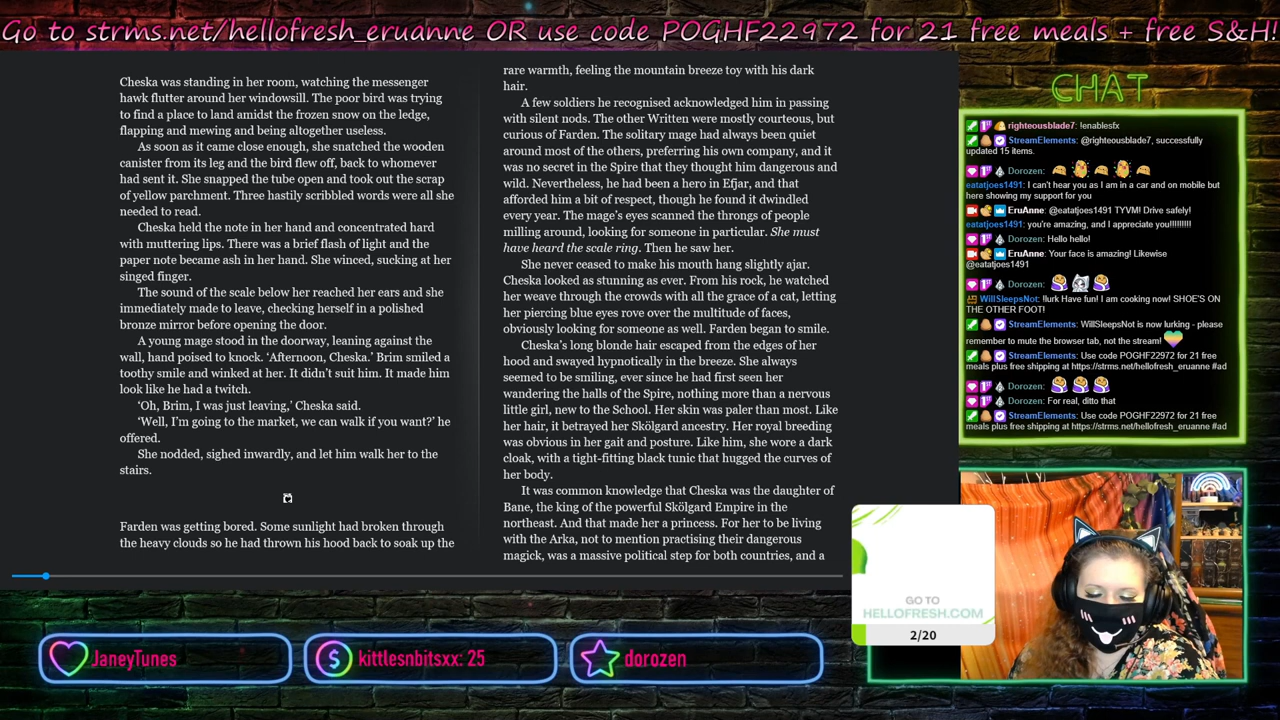 Go to strms.net/hellofresh_eruanne OR use code POGHF22972 for 21 free meals + free S&H!
Cheska was standing in her room, watching the messenger
hawk flutter around her windowsill. The poor bird was trying
to find a place to land amidst the frozen snow on the ledge,
flapping and mewing and being altogether useless.
As soon as it came close enough, she snatched the wooden
canister from its leg and the bird flew off, back to whomever
had sent it. She snapped the tube open and took out the scrap
of yellow parchment. Three hastily scribbled words were all she
needed to read.
Cheska held the note in her hand and concentrated hard
with muttering lips. There was a brief flash of light and the
paper note became ash in her hand. She winced, sucking at her
singed finger.
The sound of the scale below her reached her ears and she
immediately made to leave, checking herself in a polished
bronze mirror before opening the door.
A young mage stood in the doorway, leaning against the
wall, hand poised to knock. ‘Afternoon, Cheska.’ Brim smiled a
toothy smile and winked at her. It didn’t suit him. It made him
look like he had a twitch.
‘Oh, Brim, I was just leaving,’ Cheska said.
‘Well, I’m going to the market, we can walk if you want?’ he
offered.
She nodded, sighed inwardly, and let him walk her to the
stairs.
Farden was getting bored. Some sunlight had broken through
the heavy clouds so he had thrown his hood back to soak up the
rare warmth, feeling the mountain breeze toy with his dark
hair.
A few soldiers he recognised acknowledged him in passing
with silent nods. The other Written were mostly courteous, but
curious of Farden. The solitary mage had always been quiet
around most of the others, preferring his own company, and it
was no secret in the Spire that they thought him dangerous and
wild. Nevertheless, he had been a hero in Efjar, and that
afforded him a bit of respect, though he found it dwindled
every year. The mage’s eyes scanned the throngs of people
milling around, looking for someone in particular. She must
have heard the scale ring. Then he saw her.
She never ceased to make his mouth hang slightly ajar.
Cheska looked as stunning as ever. From his rock, he watched
her weave through the crowds with all the grace of a cat, letting
her piercing blue eyes rove over the multitude of faces,
obviously looking for someone as well. Farden began to smile.
Cheska’s long blonde hair escaped from the edges of her
hood and swayed hypnotically in the breeze. She always
seemed to be smiling, ever since he had first seen her
wandering the halls of the Spire, nothing more than a nervous
little girl, new to the School. Her skin was paler than most. Like
her hair, it betrayed her Skölgard ancestry. Her royal breeding
was obvious in her gait and posture. Like him, she wore a dark
cloak, with a tight-fitting black tunic that hugged the curves of
her body.
It was common knowledge that Cheska was the daughter of
Bane, the king of the powerful Skölgard Empire in the
northeast. And that made her a princess. For her to be living
with the Arka, not to mention practising their dangerous
magick, was a massive political step for both countries, and a
CHAT
righteousblade7: !enablesfx
StreamElements: @righteousblade7, successfully
updated 15 items.
Dorozen:
eatatjoes1491: I can't hear you as I am in a car and on mobile but
here showing my support for you
EruAnne: @eatatjoes1491 TYVM! Drive safely!
eatatjoes1491: you're amazing, and I appreciate you!!!!!!!!!
Dorozen: Hello hello!
EruAnne: Your face is amazing! Likewise
@eatatjoes1491
Dorozen:
WillSleepsNot: !lurk Have fun! I am cooking now! SHOE'S ON
THE OTHER FOOT!
StreamElements: WillSleepsNot is now lurking - please
remember to mute the browser tab, not the stream!
StreamElements: Use code POGHF22972 for 21 free
meals plus free shipping at https://strms.net/hellofresh_eruanne #ad
Dorozen:
Dorozen: For real, ditto that
StreamElements: Use code POGHF22972 for 21 free
meals plus free shipping at https://strms.net/hellofresh_eruanne #ad
GO TO
HELLOFRESH.COM
2/20
JaneyTunes
kittlesnbitsxx: 25
dorozen